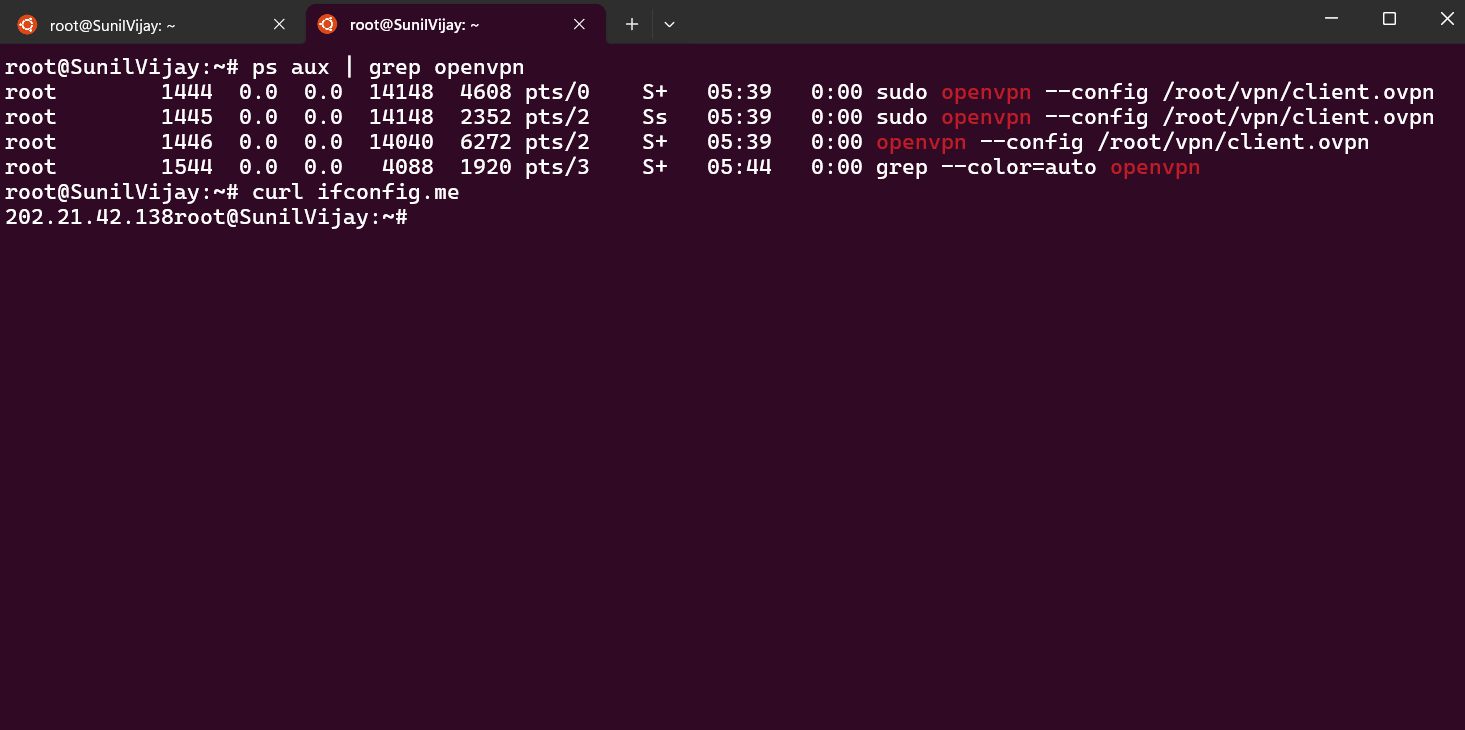 root@SunilVijay: ~
root@SunilVijay: ~
root@SunilVijay:~# ps aux | grep openvpn
root        1444  0.0  0.0  14148  4608 pts/0    S+   05:39   0:00 sudo openvpn --config /root/vpn/client.ovpn
root        1445  0.0  0.0  14148  2352 pts/2    Ss   05:39   0:00 sudo openvpn --config /root/vpn/client.ovpn
root        1446  0.0  0.0  14040  6272 pts/2    S+   05:39   0:00 openvpn --config /root/vpn/client.ovpn
root        1544  0.0  0.0   4088  1920 pts/3    S+   05:44   0:00 grep --color=auto openvpn
root@SunilVijay:~# curl ifconfig.me
202.21.42.138root@SunilVijay:~#